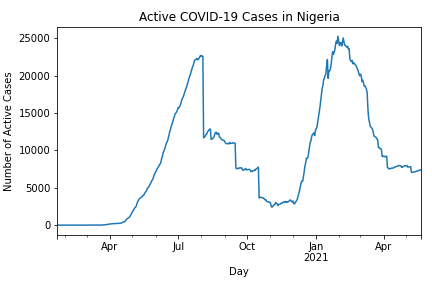 Active COVID-19 Cases in Nigeria
Number of Active Cases
25000
20000
15000
10000
5000
0
Apr
Jul
Oct
Jan
2021
Apr
Day